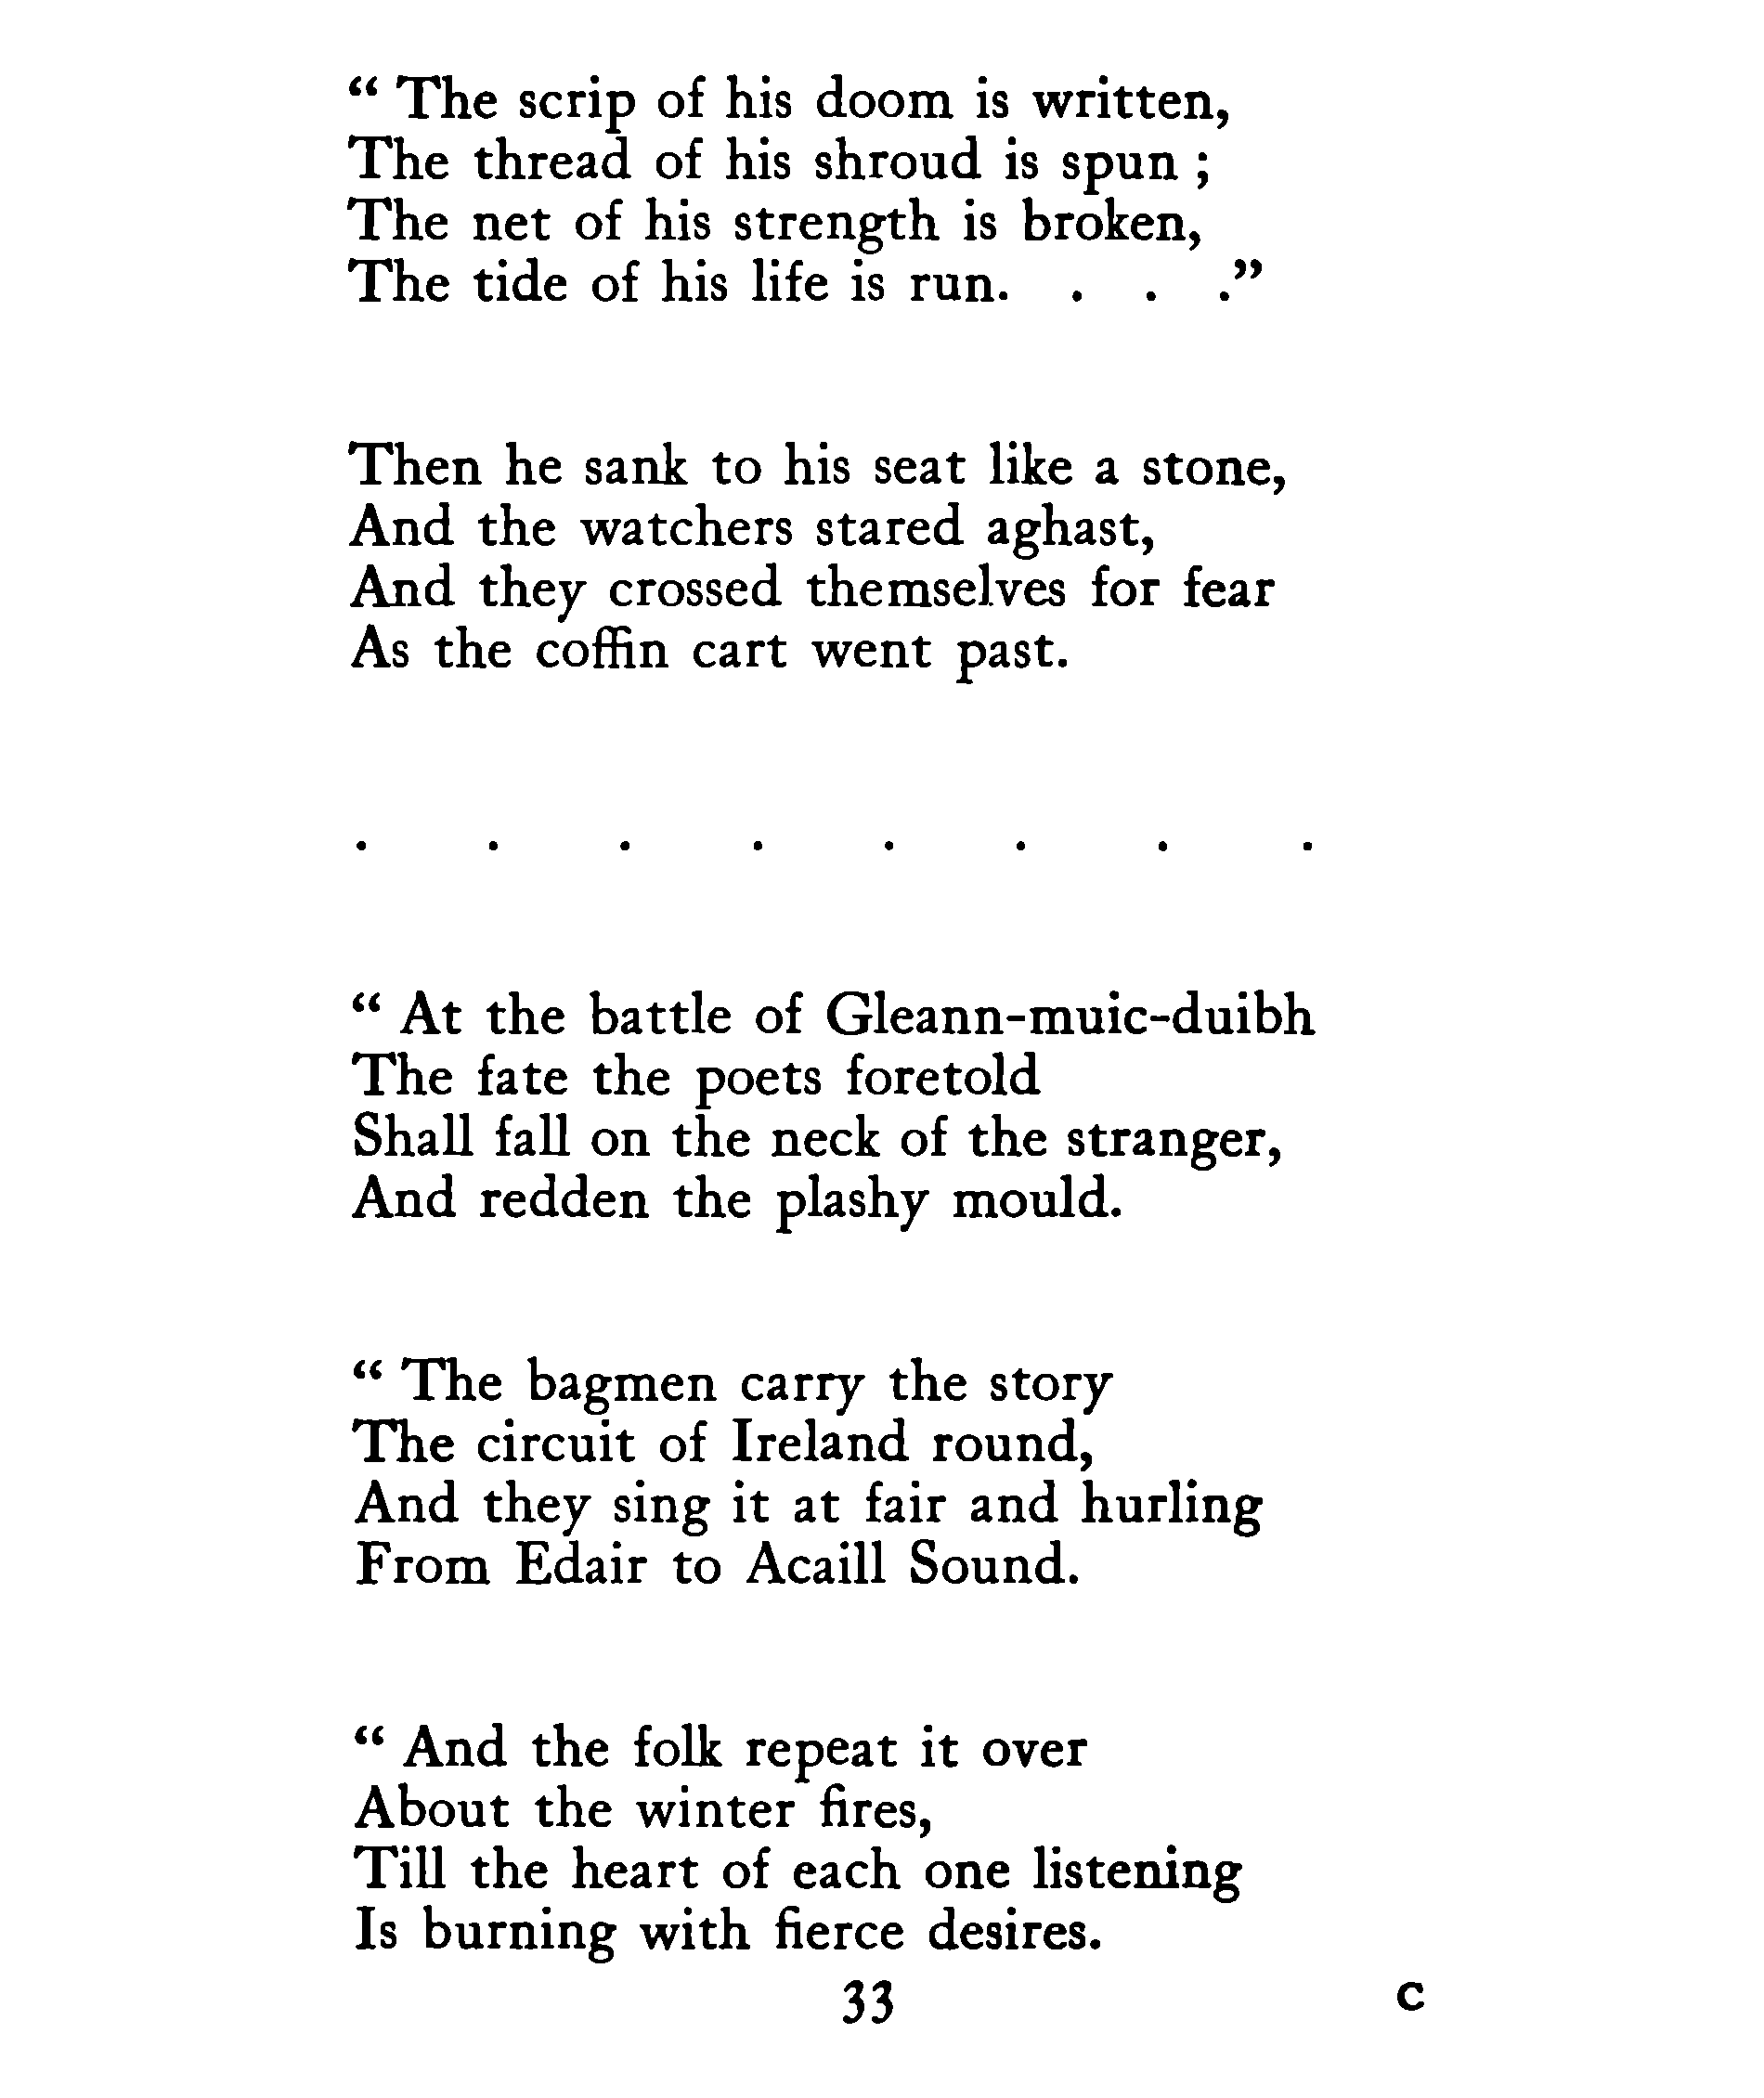 “ The scrip of his doom is written,
The thread of his shroud is spun ;
The net of his strength is broken,
The tide of his life is run. . . .”
Then he sank to his seat like a stone,
And the watchers stared aghast,
And they crossed themselves for fear
As the coffin cart went past.
. . . . . . . .
“ At the battle of Gleann-muic-duibh
The fate the poets foretold
Shall fall on the neck of the stranger,
And redden the plashy mould.
“ The bagmen carry the story
The circuit of Ireland round,
And they sing it at fair and hurling
From Edair to Acaill Sound.
“ And the folk repeat it over
About the winter fires,
Till the heart of each one listening
Is burning with fierce desires.
33 C